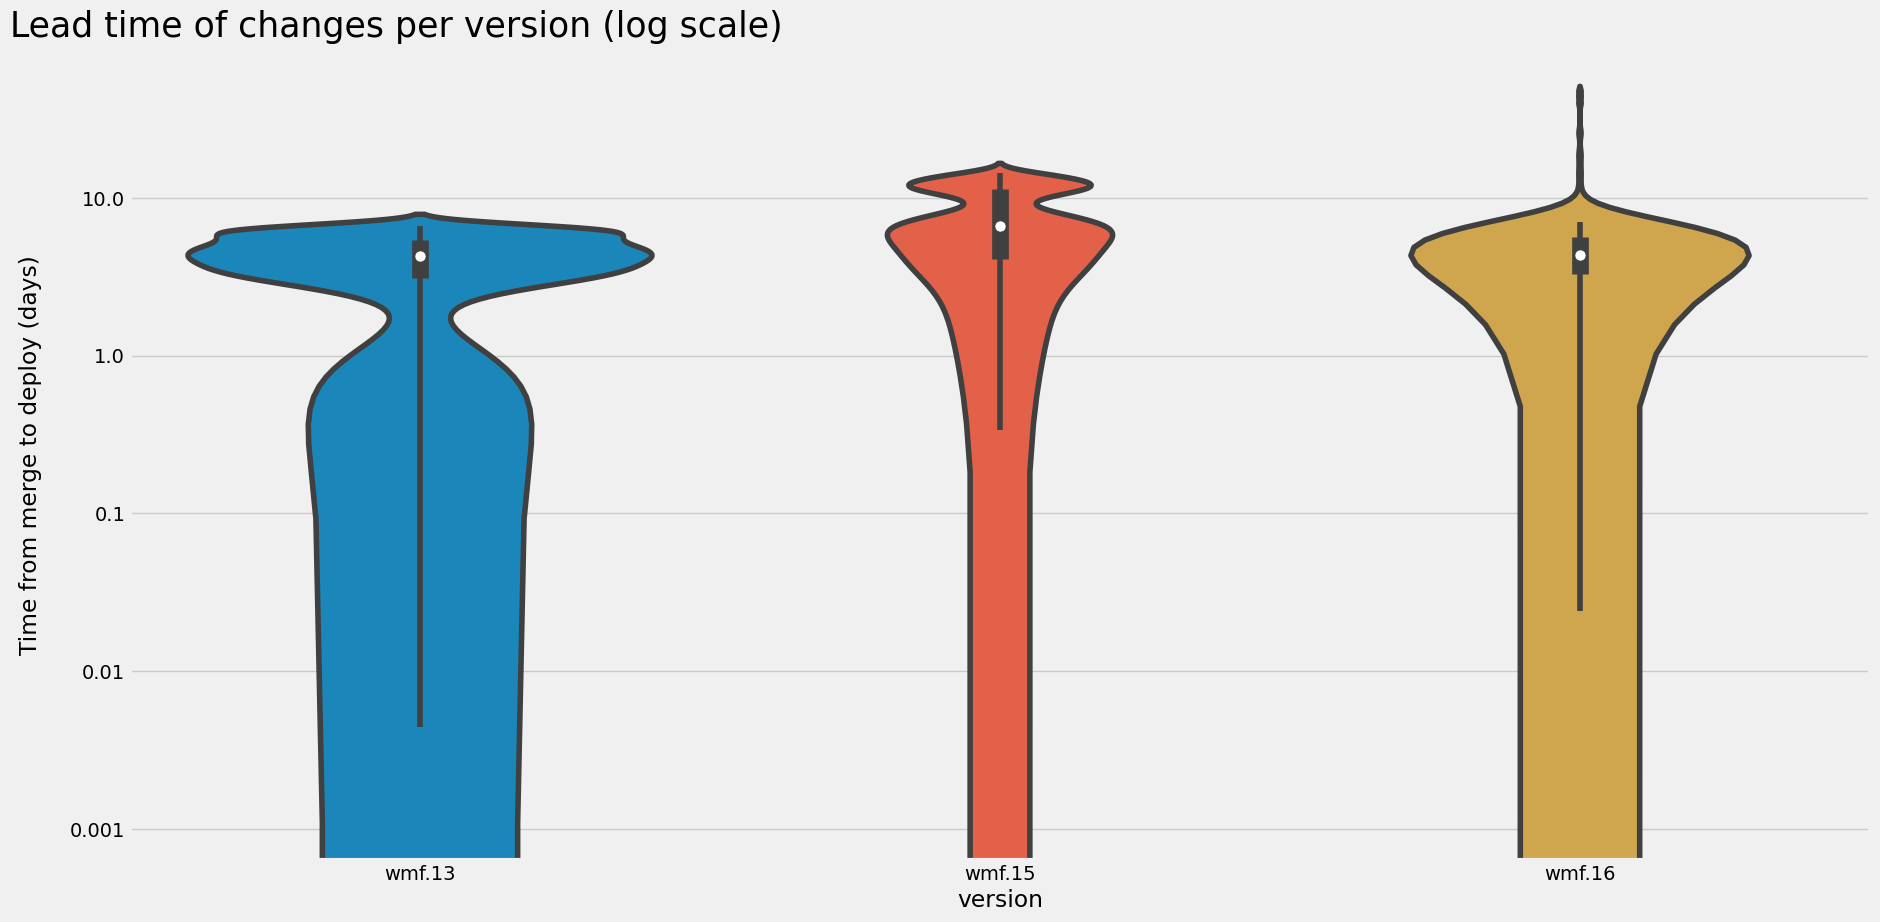 Lead time of changes per version (log scale)
Time from merge to deploy (days)
10.0
1.0
0.1
0.01
0.001
wmf.13
wmf.15
wmf.16
version